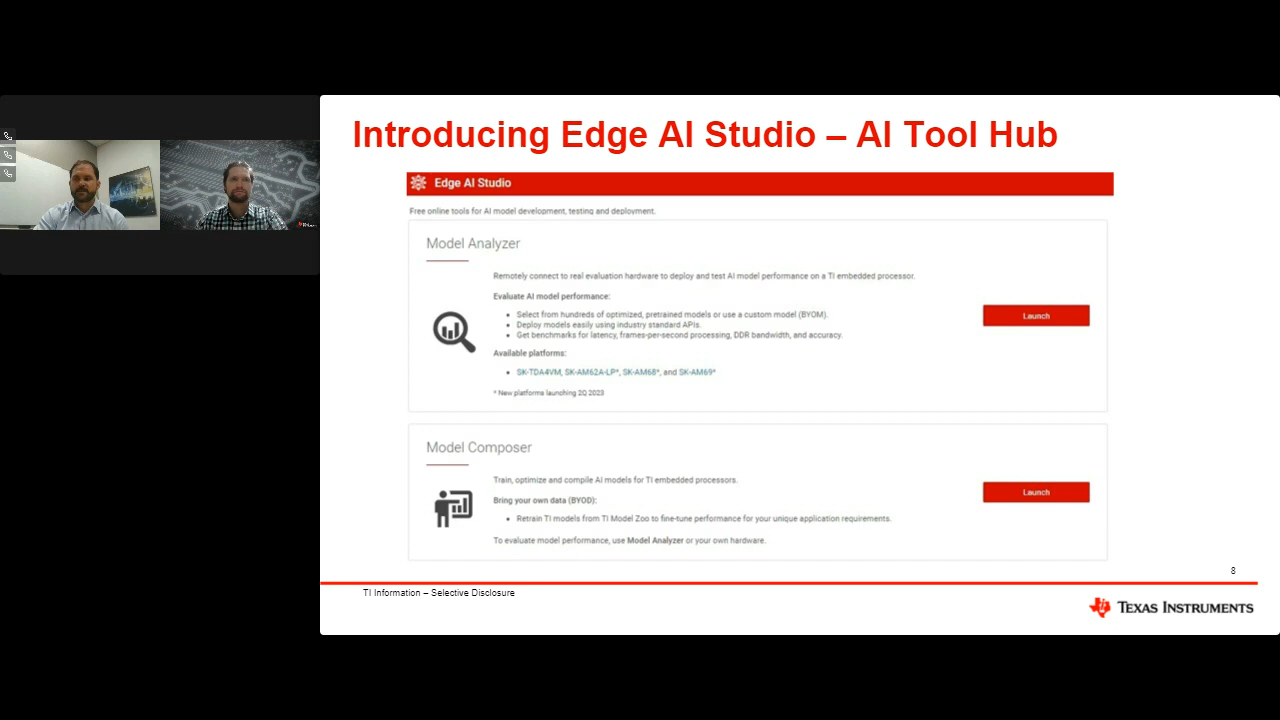 Introducing Edge AI Studio – AI Tool Hub
Edge AI Studio
Free online tools for AI model development, testing and deployment.
Model Analyzer
Remotely connect to real evaluation hardware to deploy and test AI model performance on a TI embedded processor.
Evaluate AI model performance:
• Select from hundreds of optimized, pretrained models or use a custom model (BYOM).
• Deploy models easily using industry standard APIs.
• Get benchmarks for latency, frames-per-second processing, DDR bandwidth, and accuracy.
Launch
Available platforms:
• SK-TDA4VM, SK-AM62A-LP*, SK-AM68*, and SK-AM69*
* New platforms launching 2Q 2023
Model Composer
Train, optimize and compile AI models for TI embedded processors.
Bring your own data (BYOD):
• Retrain TI models from TI Model Zoo to fine-tune performance for your unique application requirements.
Launch
To evaluate model performance, use Model Analyzer or your own hardware.
8
TI Information – Selective Disclosure
TEXAS INSTRUMENTS